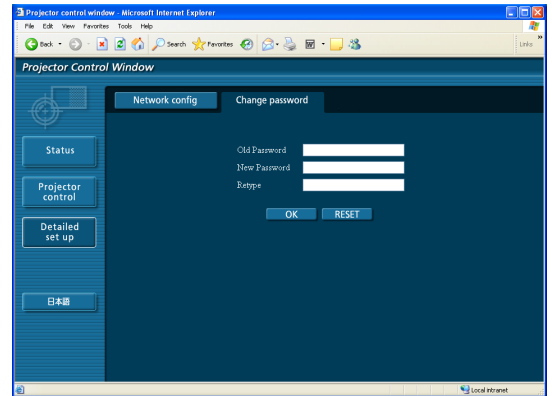 Projector control window - Microsoft Internet Explorer
File Edit View Favorites Tools Help
Back Search Favorites Links
Projector Control Window
Network config Change password
Status
Projector
control
Detailed
set up
日本語
Old Password
New Password
Retype
OK RESET
Local intranet